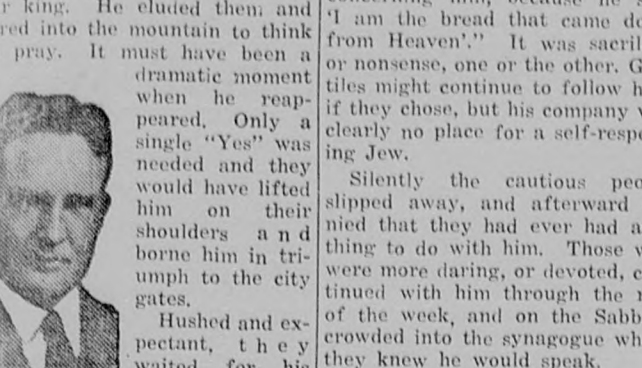 r king. He eluded them and
red into the mountain to think
pray. It must have been a
dramatic moment
when he reap-
peared. Only a
single "Yes" was
needed and they
would have lifted
him on their
shoulders and
borne him in tri-
umph to the city
gates.
Hushed and ex-
pectant, they
waited for his
him, because he
'I am the bread that came do
from Heaven'." It was sacril
or nonsense, one or the other. G
tiles might continue to follow h
if they chose, but his company w
clearly no place for a self-respe
ing Jew.
Silently the cautious peo
slipped away, and afterward
nied that they had ever had a
thing to do with him. Those w
were more daring, or devoted, c
tinued with him through the
of the week, and on the Sabb
crowded into the synagogue wh
they knew he would speak.